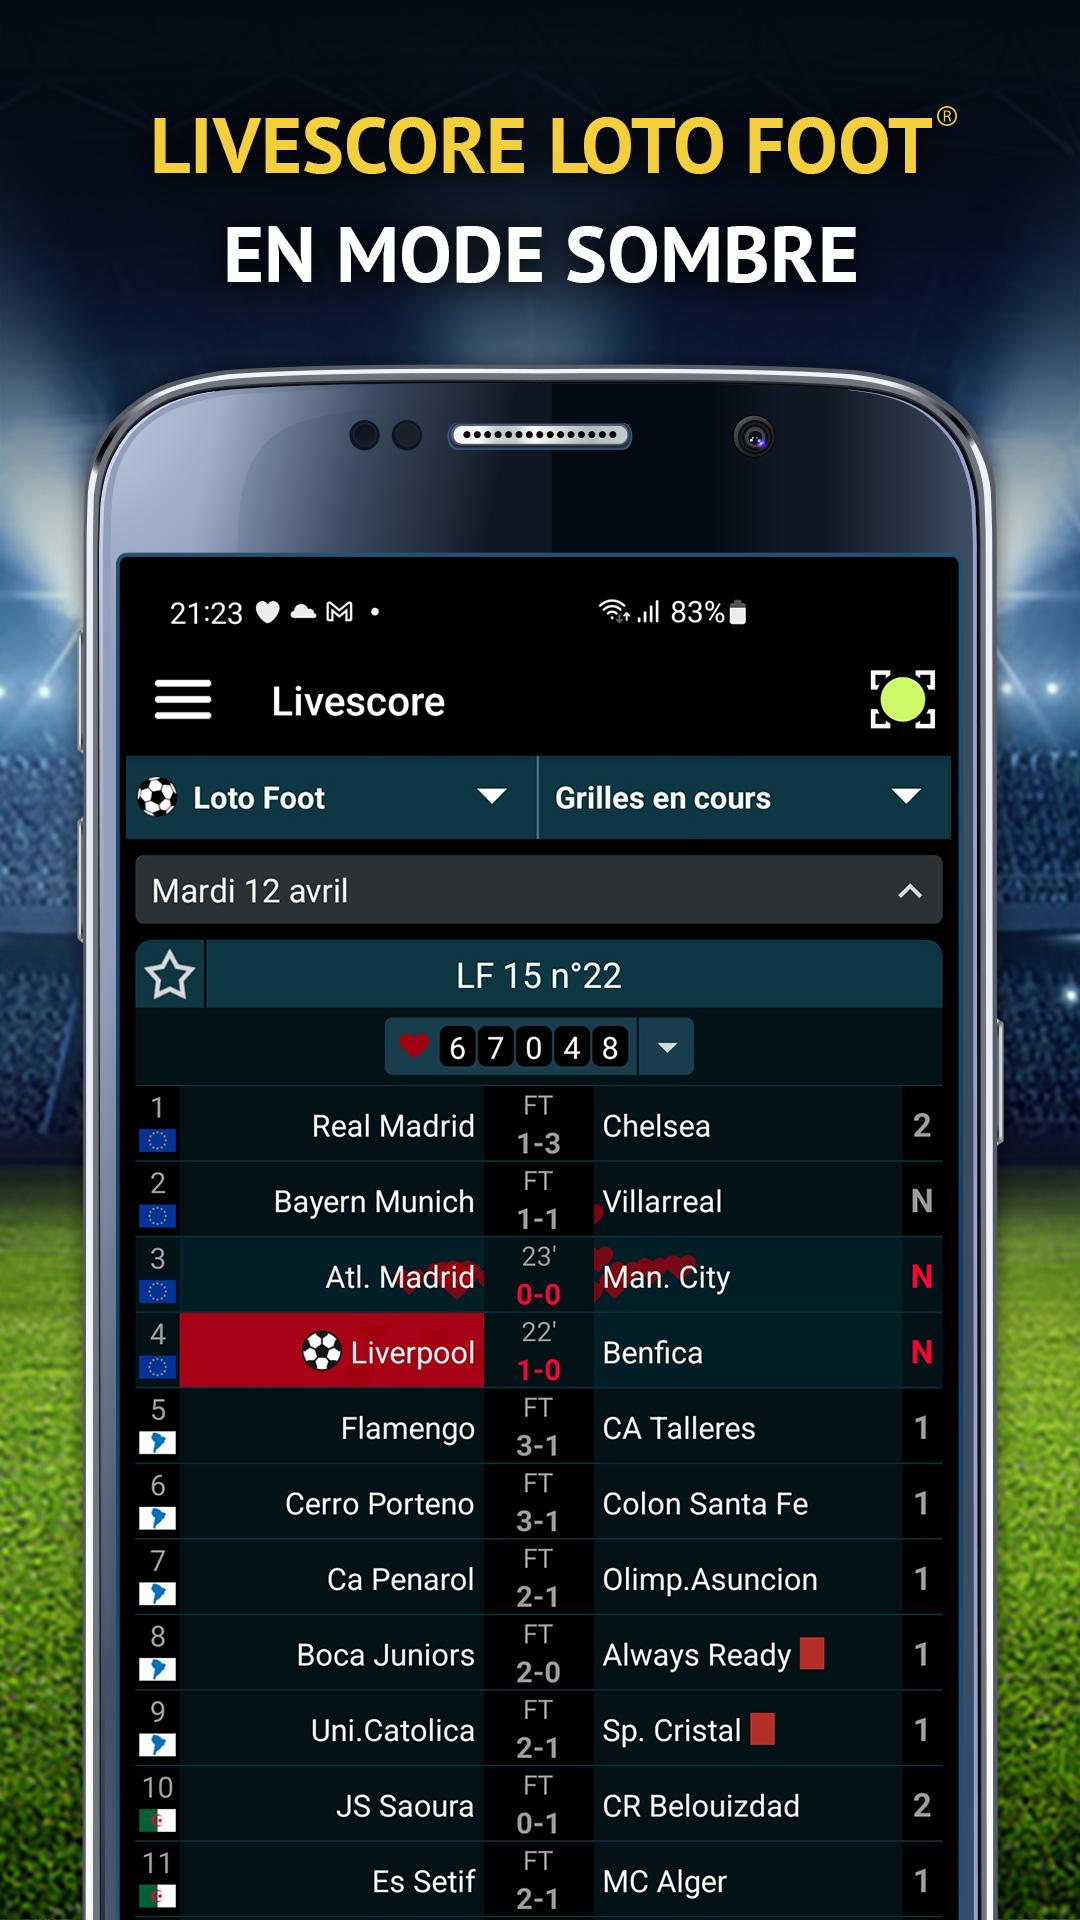 LIVESCORE LOTO FOOT®
EN MODE SOMBRE
21:23 83%
Livescore
Loto Foot Grilles en cours
Mardi 12 avril
LF 15 n°22
6 7 0 4 8
1 Real Madrid FT 1-3 Chelsea 2
2 Bayern Munich FT 1-1 Villarreal N
3 Atl. Madrid 23' 0-0 Man. City N
4 Liverpool 22' 1-0 Benfica N
5 Flamengo FT 3-1 CA Talleres 1
6 Cerro Porteno FT 3-1 Colon Santa Fe 1
7 Ca Penarol FT 2-1 Olimp.Asuncion 1
8 Boca Juniors FT 2-0 Always Ready 1
9 Uni.Catolica FT 2-1 Sp. Cristal 1
10 JS Saoura FT 0-1 CR Belouizdad 2
11 Es Setif FT 2-1 MC Alger 1